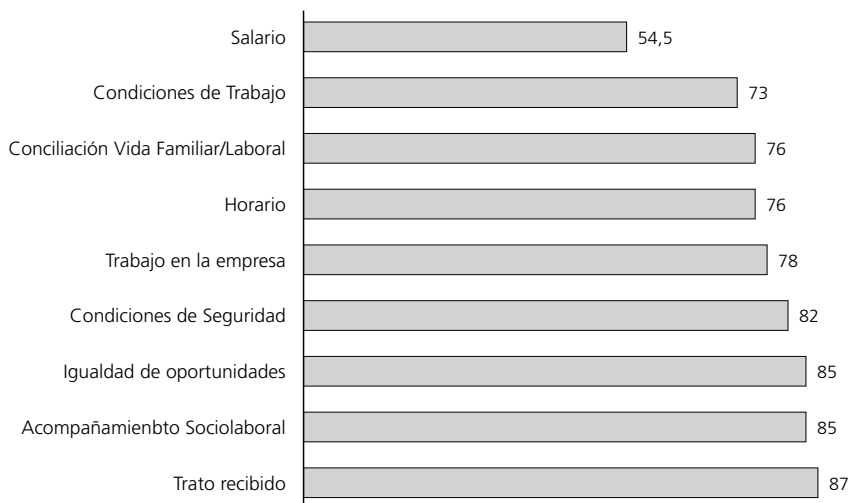 Salario 54,5
Condiciones de Trabajo 73
Conciliación Vida Familiar/Laboral 76
Horario 76
Trabajo en la empresa 78
Condiciones de Seguridad 82
Igualdad de oportunidades 85
Acompañamienbto Sociolaboral 85
Trato recibido 87